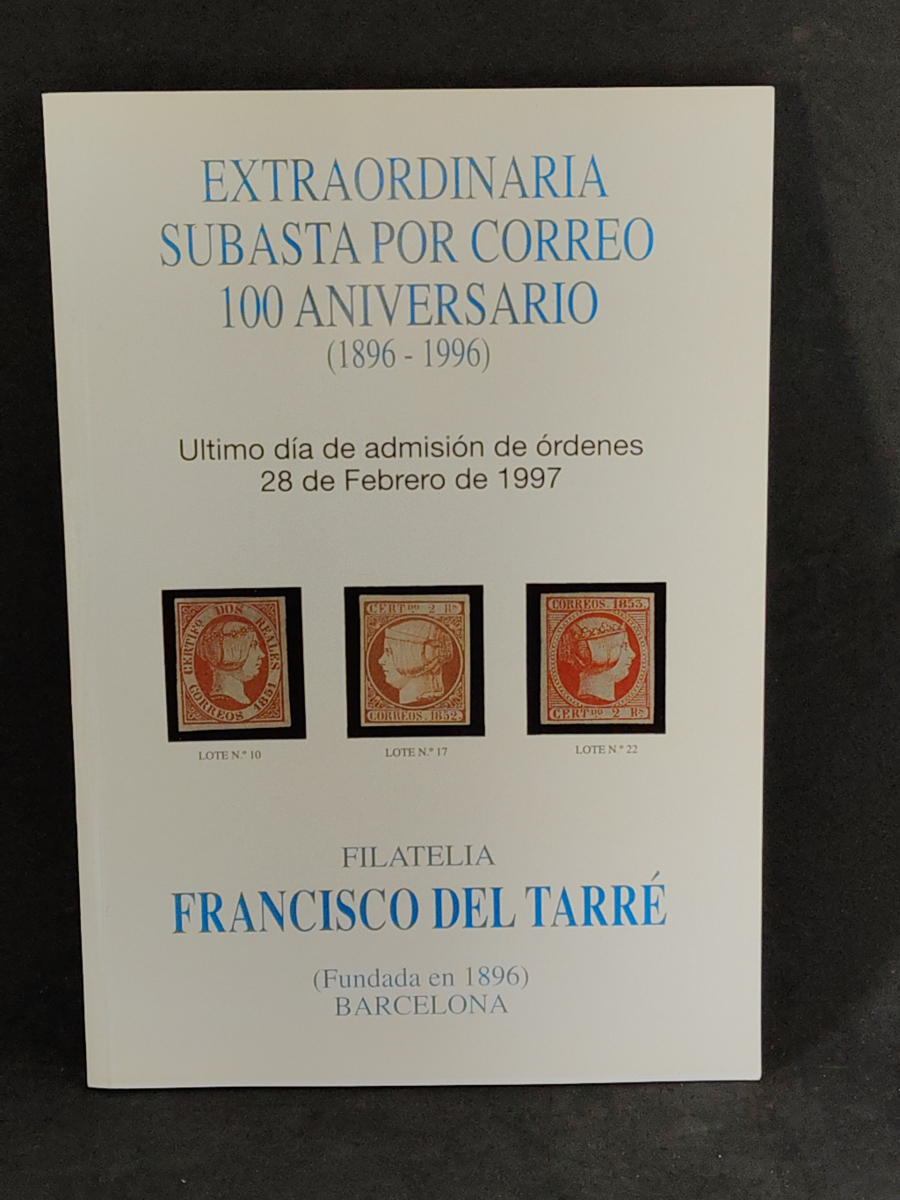 EXTRAORDINARIA
SUBASTA POR CORREO
100 ANIVERSARIO
(1896 - 1996)
Ultimo día de admisión de órdenes
28 de Febrero de 1997
CERTIFº. DOS REALES
CORREOS 1851
CERTDO 2 Rs
CORREOS. 1852.
CORREOS. 1853.
CERTDO 2 Rs
LOTE N.º 10
LOTE N.º 17
LOTE N.º 22
FILATELIA
FRANCISCO DEL TARRÉ
(Fundada en 1896)
BARCELONA